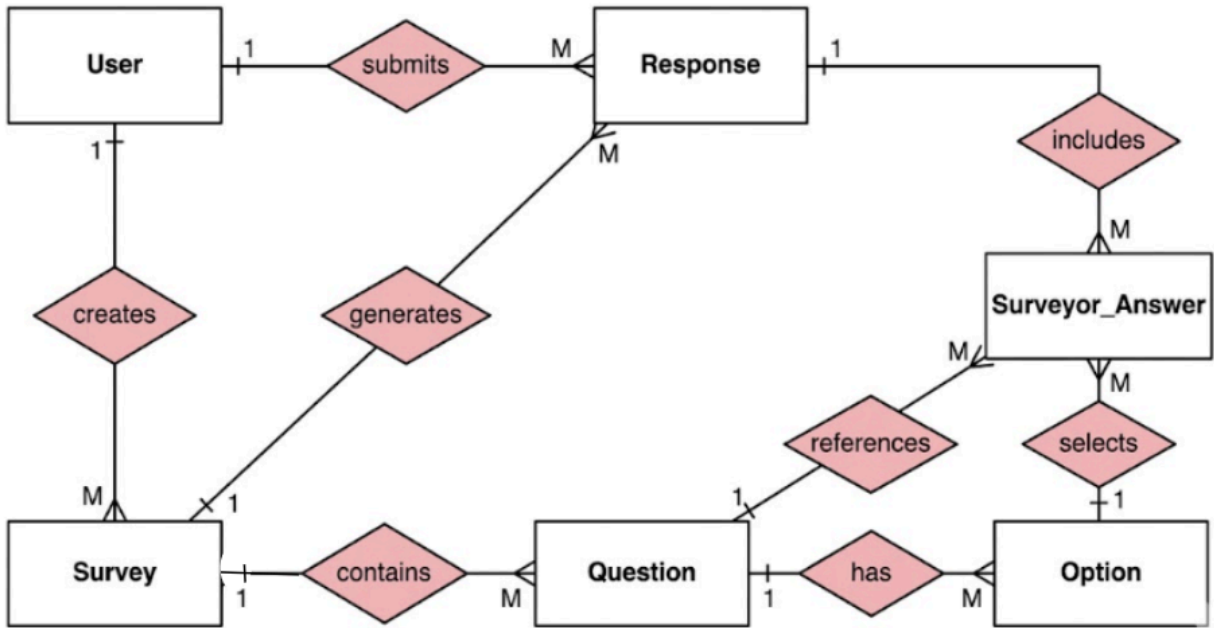 User
1
submits
M
Response
1
includes
M
Surveyor_Answer
1
creates
M
M
generates
1
M
references
1
M
selects
1
Survey
1
contains
M
Question
1
has
M
Option